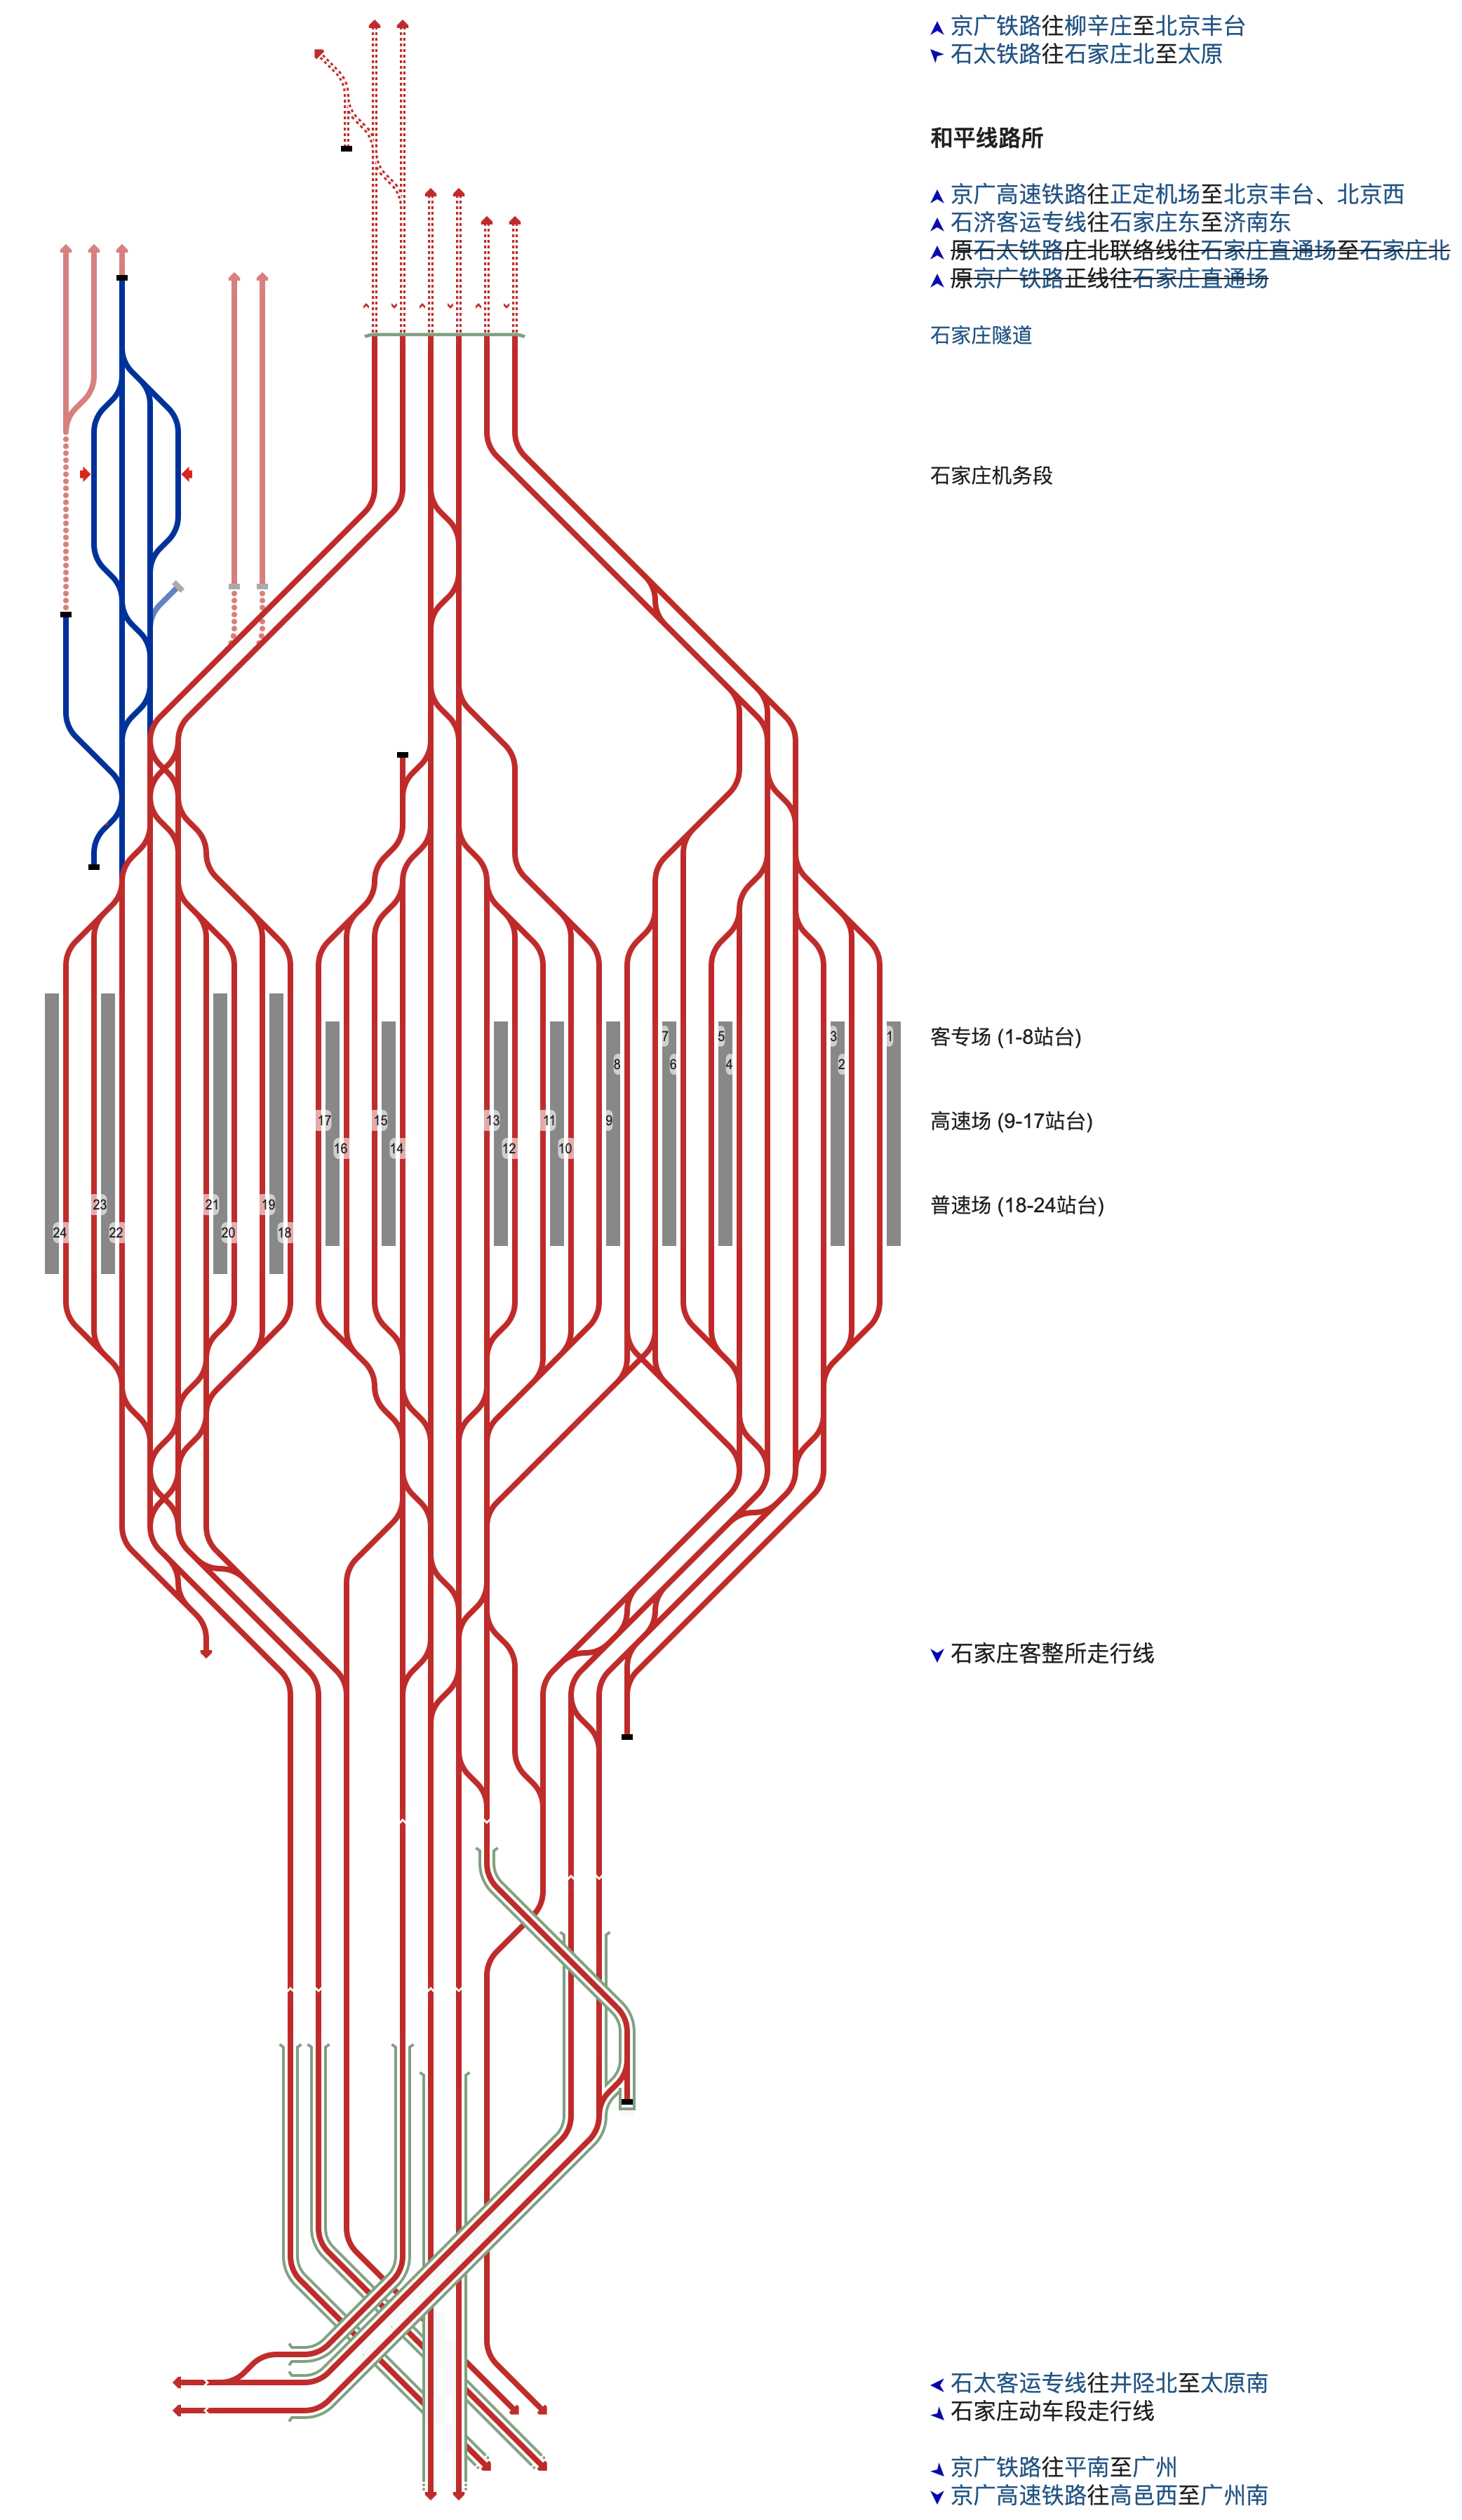 京广铁路往柳辛庄至北京丰台
石太铁路往石家庄北至太原
和平线路所
京广高速铁路往正定机场至北京丰台、北京西
石济客运专线往石家庄东至济南东
原石太铁路庄北联络线往石家庄直通场至石家庄北
原京广铁路正线往石家庄直通场
石家庄隧道
石家庄机务段
7 5 3 1 客专场 (1-8站台)
8 6 4 2
17 15 13 11 9 高速场 (9-17站台)
16 14 12 10
23 21 19 普速场 (18-24站台)
24 22 20 18
石家庄客整所走行线
石太客运专线往井陉北至太原南
石家庄动车段走行线
京广铁路往平南至广州
京广高速铁路往高邑西至广州南